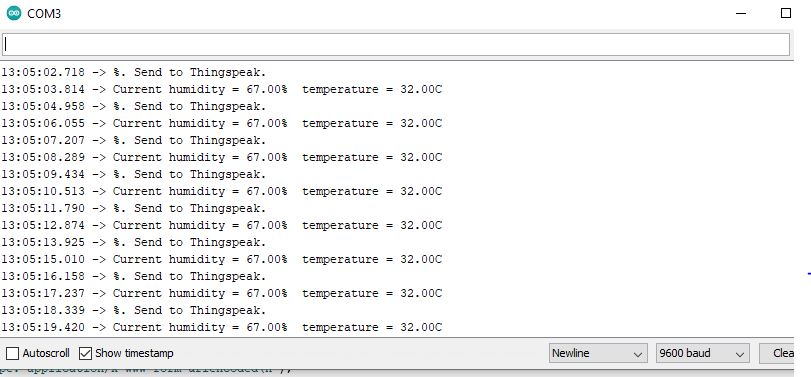 COM3
13:05:02.718 -> %. Send to Thingspeak.
13:05:03.814 -> Current humidity = 67.00%  temperature = 32.00C
13:05:04.958 -> %. Send to Thingspeak.
13:05:06.055 -> Current humidity = 67.00%  temperature = 32.00C
13:05:07.207 -> %. Send to Thingspeak.
13:05:08.289 -> Current humidity = 67.00%  temperature = 32.00C
13:05:09.434 -> %. Send to Thingspeak.
13:05:10.513 -> Current humidity = 67.00%  temperature = 32.00C
13:05:11.790 -> %. Send to Thingspeak.
13:05:12.874 -> Current humidity = 67.00%  temperature = 32.00C
13:05:13.925 -> %. Send to Thingspeak.
13:05:15.010 -> Current humidity = 67.00%  temperature = 32.00C
13:05:16.158 -> %. Send to Thingspeak.
13:05:17.237 -> Current humidity = 67.00%  temperature = 32.00C
13:05:18.339 -> %. Send to Thingspeak.
13:05:19.420 -> Current humidity = 67.00%  temperature = 32.00C
Autoscroll Show timestamp Newline 9600 baud Clea